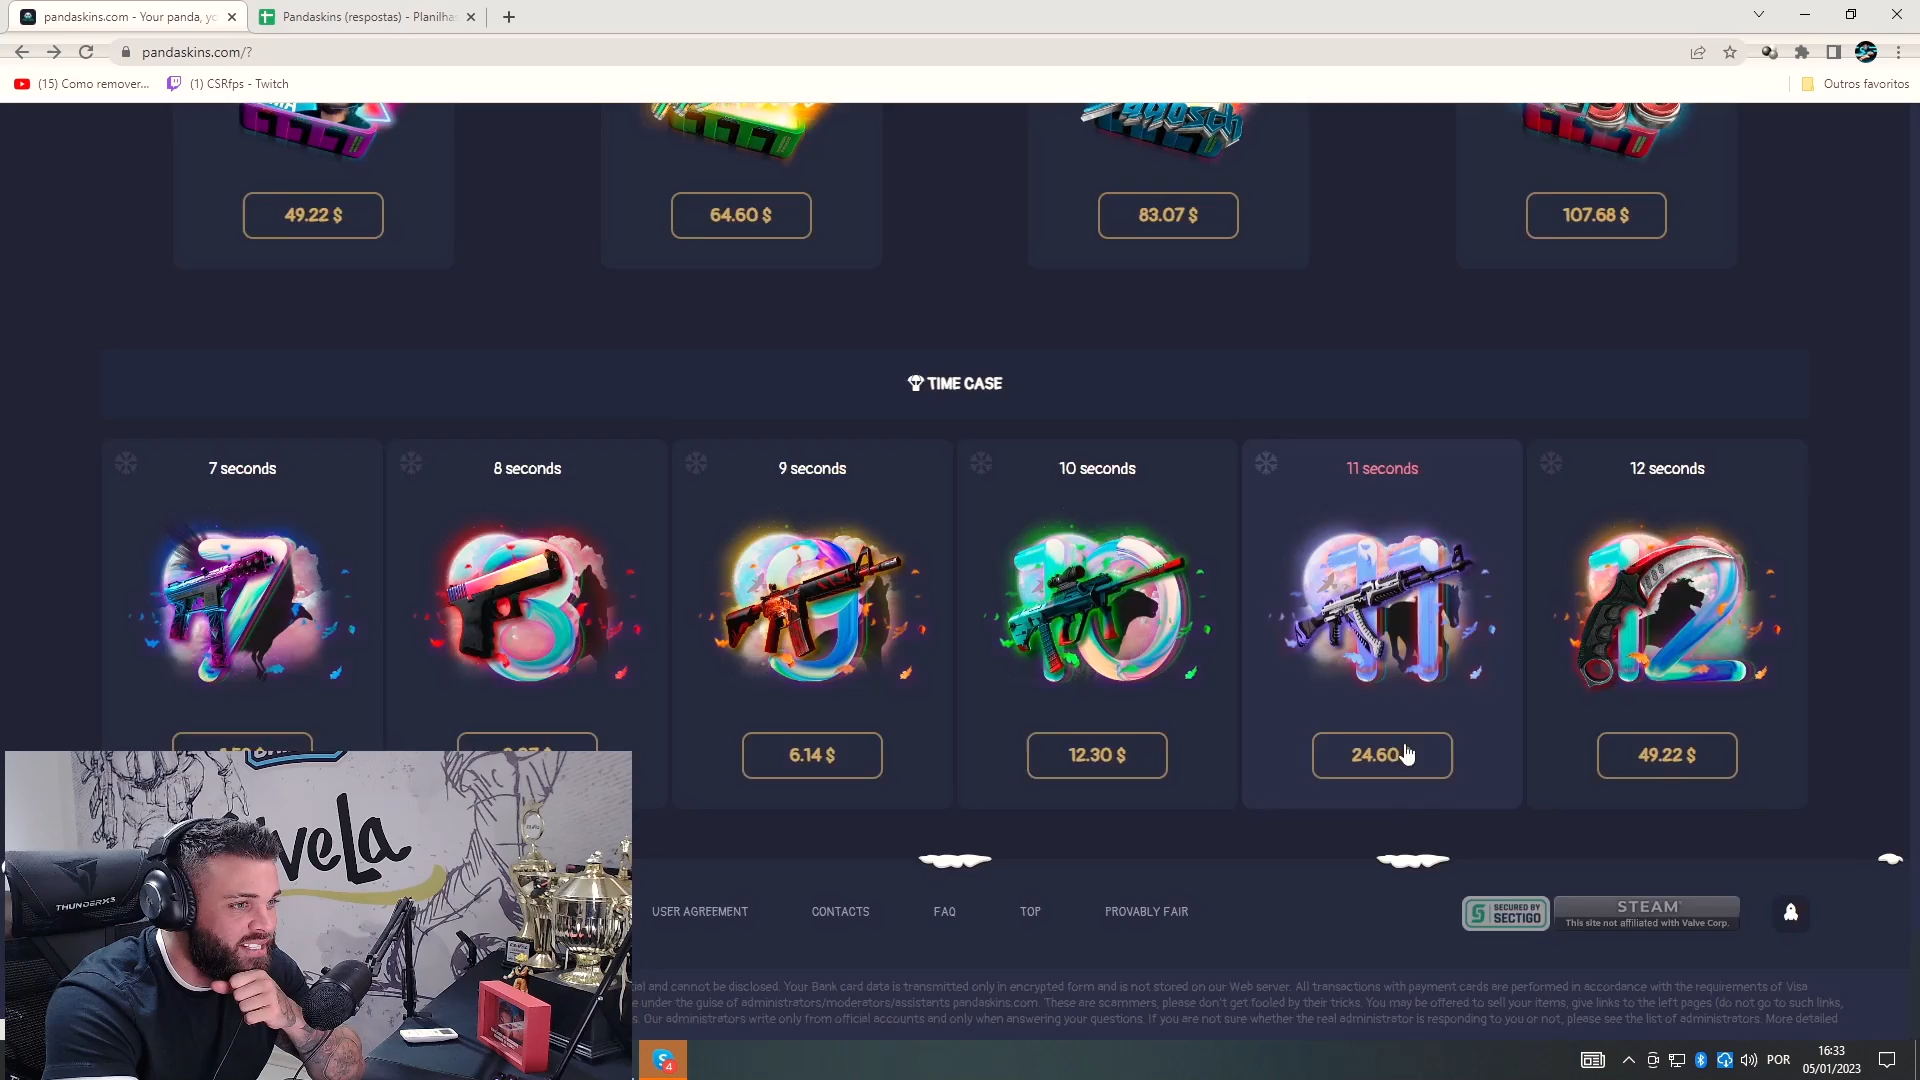 pandaskins.com - Your panda, yo
Pandaskins (respostas) - Planilhas
pandaskins.com/?
(15) Como remover...
(1) CSRfps - Twitch
Outros favoritos
49.22 $
64.60 $
83.07 $
107.68 $
TIME CASE
7 seconds
8 seconds
9 seconds
10 seconds
11 seconds
12 seconds
6.14 $
12.30 $
24.60
49.22 $
THUNDERX3
USER AGREEMENT
CONTACTS
FAQ
TOP
PROVABLY FAIR
SECURED BY
SECTIGO
STEAM
This site not affiliated with Valve Corp.
and cannot be disclosed. Your Bank card data is transmitted only in encrypted form and is not stored on our Web server. All transactions with payment cards are performed in accordance with the requirements of Visa
under the guise of administrators/moderators/assistants pandaskins.com. These are scammers, please don't get fooled by their tricks. You may be offered to sell your items, give links to the left pages (do not go to such links,
Our administrators write only from official accounts and only when answering your questions. If you are not sure whether the real administrator is responding to you or not, please see the list of administrators. More detailed
4
POR
16:33
05/01/2023